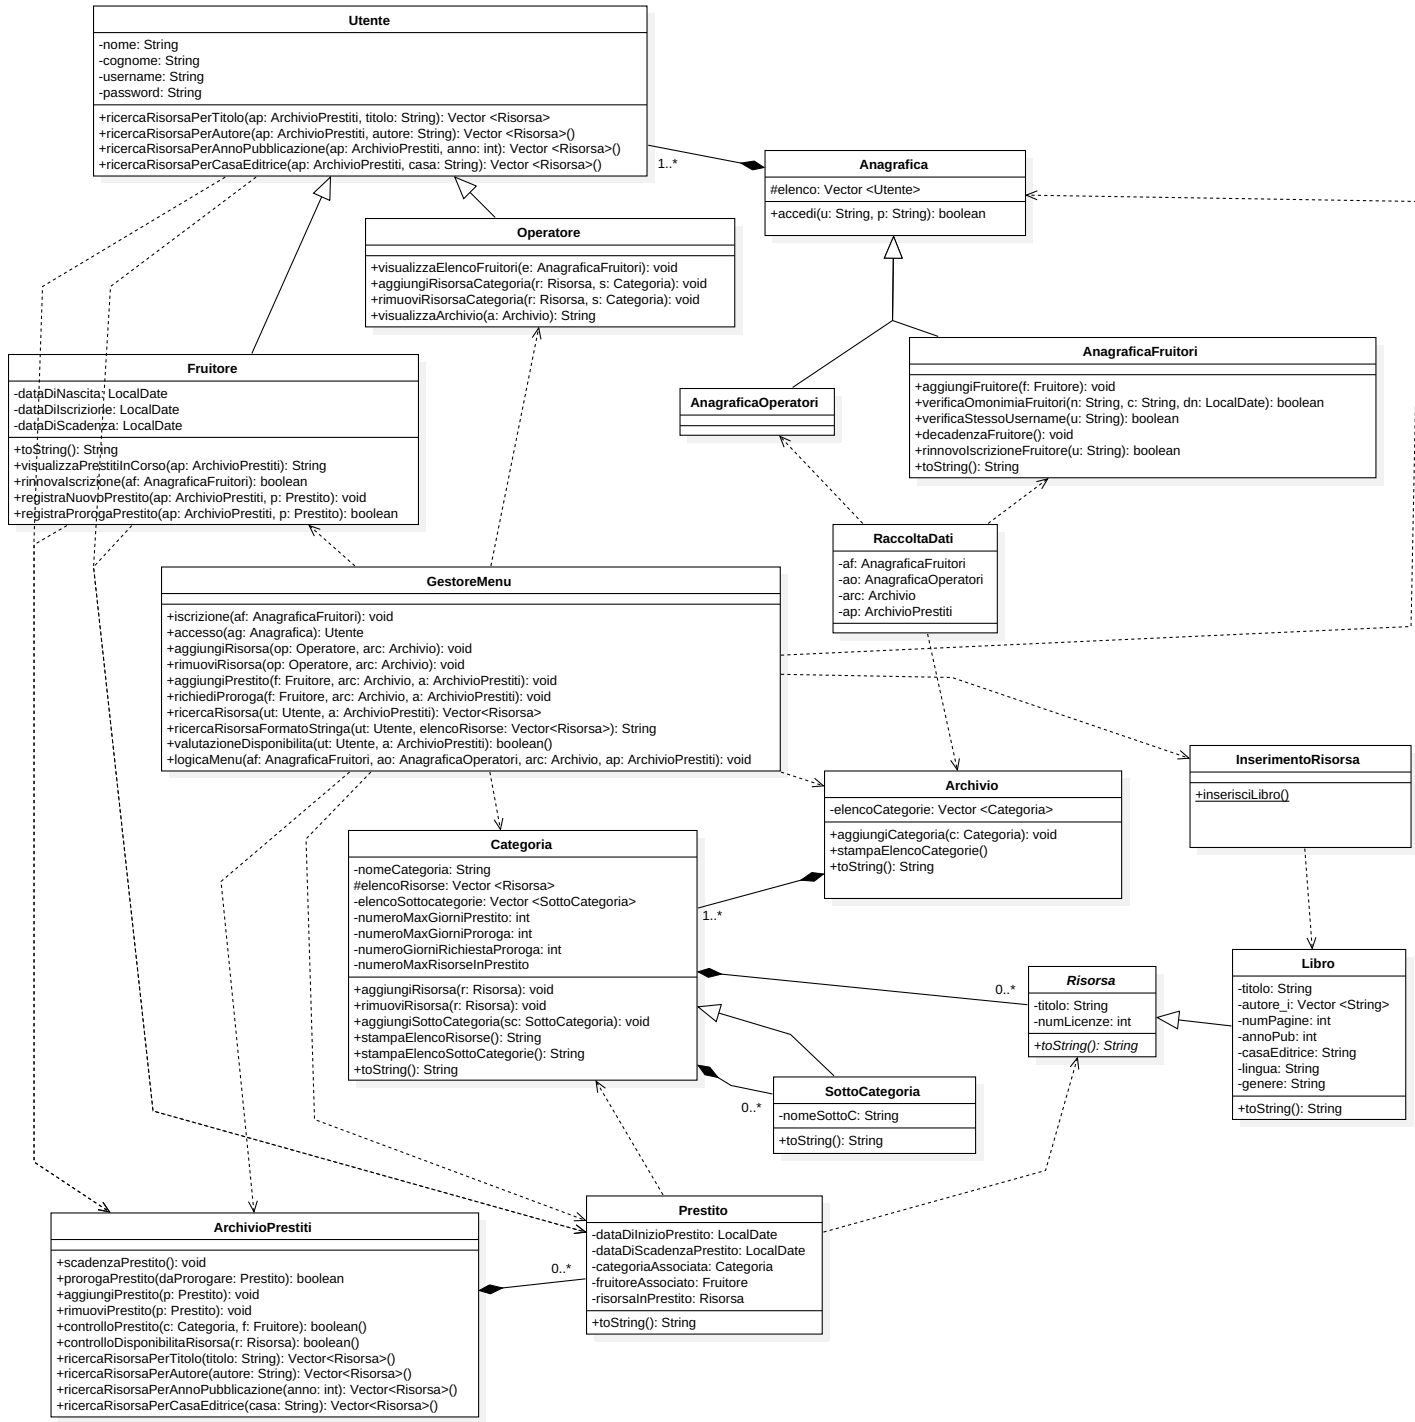 Utente
-nome: String
-cognome: String
-username: String
-password: String
+ricercaRisorsaPerTitolo(ap: ArchivioPrestiti, titolo: String): Vector <Risorsa>
+ricercaRisorsaPerAutore(ap: ArchivioPrestiti, autore: String): Vector <Risorsa>()
+ricercaRisorsaPerAnnoPubblicazione(ap: ArchivioPrestiti, anno: int): Vector <Risorsa>()
+ricercaRisorsaPerCasaEditrice(ap: ArchivioPrestiti, casa: String): Vector <Risorsa>()
1..*
Anagrafica
#elenco: Vector <Utente>
+accedi(u: String, p: String): boolean
Operatore
+visualizzaElencoFruitori(e: AnagraficaFruitori): void
+aggiungiRisorsaCategoria(r: Risorsa, s: Categoria): void
+rimuoviRisorsaCategoria(r: Risorsa, s: Categoria): void
+visualizzaArchivio(a: Archivio): String
Fruitore
-dataDiNascita: LocalDate
-dataDiIscrizione: LocalDate
-dataDiScadenza: LocalDate
+toString(): String
+visualizzaPrestitiInCorso(ap: ArchivioPrestiti): String
+rinnovaIscrizione(af: AnagraficaFruitori): boolean
+registraNuovoPrestito(ap: ArchivioPrestiti, p: Prestito): void
+registraProrogaPrestito(ap: ArchivioPrestiti, p: Prestito): boolean
AnagraficaOperatori
AnagraficaFruitori
+aggiungiFruitore(f: Fruitore): void
+verificaOmonimiaFruitori(n: String, c: String, dn: LocalDate): boolean
+verificaStessoUsername(u: String): boolean
+decadenzaFruitore(): void
+rinnovoIscrizioneFruitore(u: String): boolean
+toString(): String
RaccoltaDati
-af: AnagraficaFruitori
-ao: AnagraficaOperatori
-arc: Archivio
-ap: ArchivioPrestiti
GestoreMenu
+iscrizione(af: AnagraficaFruitori): void
+accesso(ag: Anagrafica): Utente
+aggiungiRisorsa(op: Operatore, arc: Archivio): void
+rimuoviRisorsa(op: Operatore, arc: Archivio): void
+aggiungiPrestito(f: Fruitore, arc: Archivio, a: ArchivioPrestiti): void
+richiediProroga(f: Fruitore, arc: Archivio, a: ArchivioPrestiti): void
+ricercaRisorsa(ut: Utente, a: ArchivioPrestiti): Vector<Risorsa>
+ricercaRisorsaFormatoStringa(ut: Utente, elencoRisorse: Vector<Risorsa>): String
+valutazioneDisponibilita(ut: Utente, a: ArchivioPrestiti): boolean()
+logicaMenu(af: AnagraficaFruitori, ao: AnagraficaOperatori, arc: Archivio, ap: ArchivioPrestiti): void
InserimentoRisorsa
+inserisciLibro()
Archivio
-elencoCategorie: Vector <Categoria>
+aggiungiCategoria(c: Categoria): void
+stampaElencoCategorie()
+toString(): String
Categoria
-nomeCategoria: String
#elencoRisorse: Vector <Risorsa>
-elencoSottocategorie: Vector <SottoCategoria>
-numeroMaxGiorniPrestito: int
-numeroMaxGiorniProroga: int
-numeroGiorniRichiestaProroga: int
-numeroMaxRisorseInPrestito
+aggiungiRisorsa(r: Risorsa): void
+rimuoviRisorsa(r: Risorsa): void
+aggiungiSottoCategoria(sc: SottoCategoria): void
+stampaElencoRisorse(): String
+stampaElencoSottoCategorie(): String
+toString(): String
1..*
0..*
0..*
Risorsa
-titolo: String
-numLicenze: int
+toString(): String
Libro
-titolo: String
-autore_i: Vector <String>
-numPagine: int
-annoPub: int
-casaEditrice: String
-lingua: String
-genere: String
+toString(): String
SottoCategoria
-nomeSottoC: String
+toString(): String
Prestito
-dataDiInizioPrestito: LocalDate
-dataDiScadenzaPrestito: LocalDate
-categoriaAssociata: Categoria
-fruitoreAssociato: Fruitore
-risorsaInPrestito: Risorsa
+toString(): String
0..*
ArchivioPrestiti
+scadenzaPrestito(): void
+prorogaPrestito(daProrogare: Prestito): boolean
+aggiungiPrestito(p: Prestito): void
+rimuoviPrestito(p: Prestito): void
+controlloPrestito(c: Categoria, f: Fruitore): boolean()
+controlloDisponibilitaRisorsa(r: Risorsa): boolean()
+ricercaRisorsaPerTitolo(titolo: String): Vector<Risorsa>()
+ricercaRisorsaPerAutore(autore: String): Vector<Risorsa>()
+ricercaRisorsaPerAnnoPubblicazione(anno: int): Vector<Risorsa>()
+ricercaRisorsaPerCasaEditrice(casa: String): Vector<Risorsa>()